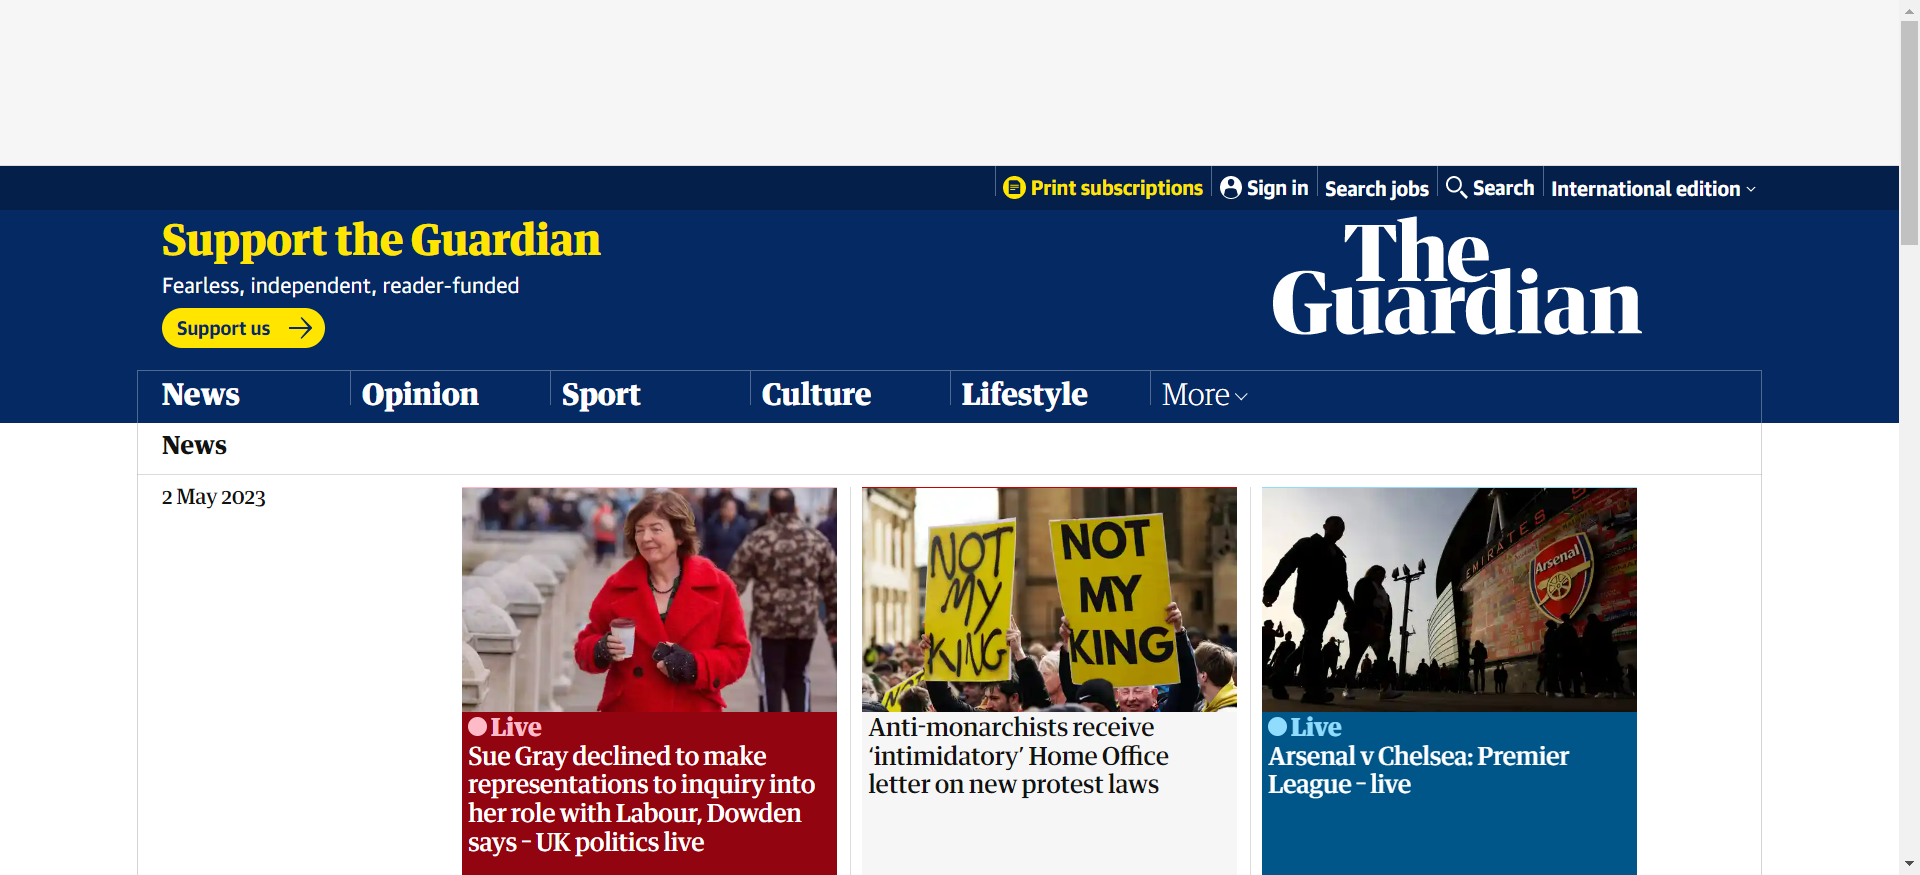 Print subscriptions
Sign in
Search jobs
Search
International edition
Support the Guardian
Fearless, independent, reader-funded
Support us
The
Guardian
News
Opinion
Sport
Culture
Lifestyle
More
News
2 May 2023
NOT
MY
KING
NOT
MY
KING
EMIRATES
Arsenal
Live
Sue Gray declined to make
representations to inquiry into
her role with Labour, Dowden
says – UK politics live
Anti-monarchists receive
‘intimidatory’ Home Office
letter on new protest laws
Live
Arsenal v Chelsea: Premier
League – live